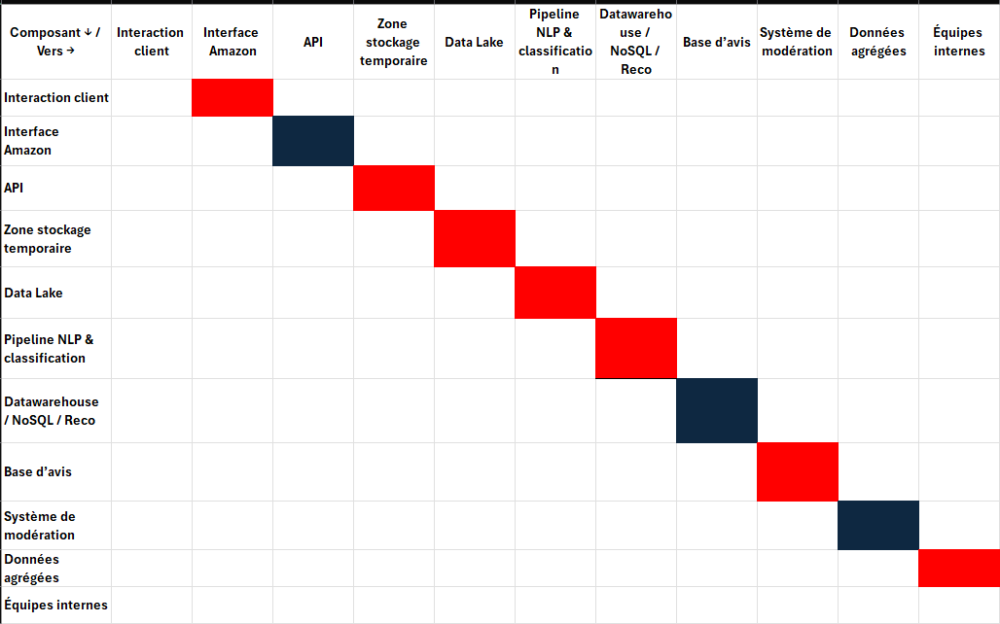 Composant ↓ /
Vers →
Interaction
client
Interface
Amazon
API
Zone
stockage
temporaire
Data Lake
Pipeline
NLP &
classificatio
n
Datawareho
use /
NoSQL /
Reco
Base d’avis
Système de
modération
Données
agrégées
Équipes
internes
Interaction client
Interface
Amazon
API
Zone stockage
temporaire
Data Lake
Pipeline NLP &
classification
Datawarehouse
/ NoSQL / Reco
Base d’avis
Système de
modération
Données
agrégées
Équipes internes